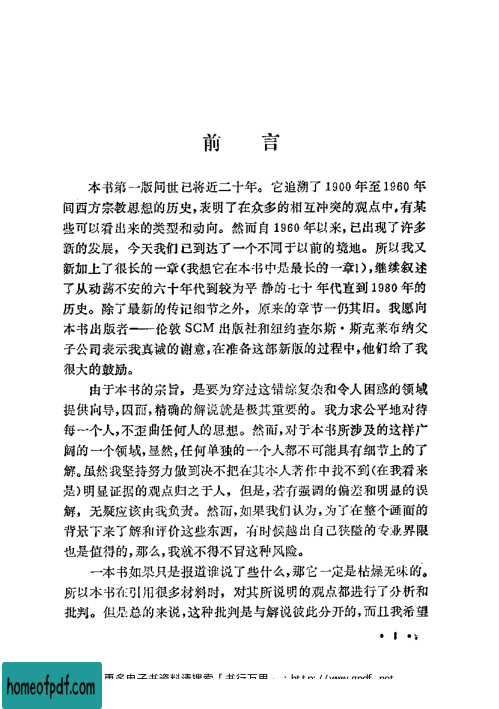 前言
本书第一版问世已将近二十年。它追溯了1900年至1960年
间西方宗教思想的历史,表明了在众多的相互冲突的观点中,有某
些可以看出来的类型和动向。然而自1960年以来,已出现了许多
新的发展，今天我们已到达了一个不同于以前的境地。所以我又
新加上了很长的一章(我想它在本书中是最长的一章!),继续叙述
了从动荡不安的六十年代到较为平静的七十年代直到1980年的
历史。除了最新的传记细节之外，原来的章节一仍其旧。我愿向
本书出版者——伦敦SCM出版社和纽约查尔斯·斯克莱布纳父
子公司表示我真诚的谢意,在准备这部新版的过程中,他们给了我
很大的鼓励。
由于本书的宗旨，是要为穿过这错综复杂和令人困惑的领域
提供向导,因而,精确的解说就是极其重要的。我力求公平地对待
每一个人,不歪曲任何人的思想。然而,对于本书所涉及的这样广
阔的一个领域,显然,任何单独的一个人都不可能具有细节上的了
解。虽然我坚持努力做到决不把在其本人著作中找不到(在我看来
是)明显证据的观点归之于人，但是,若有强调的偏差和明显的误
解，无疑应该由我负责。然而,如果我们认为,为了在整个画面的
背景下来了解和评价这些东西，有时候越出自己狭隘的专业界限
也是值得的,那么,我就不得不冒这种风险。
一本书如果只是报道谁说了些什么,那它一定是枯燥无味的。
所以本书在引用很多材料时，对其所说明的观点都进行了分析和
批判。但是总的来说,这种批判是与解说彼此分开的,而且我希望
• 1 •
更多电子书资料请搜索「书行万里」:http://www.gpdf.net
homeofpdf.com